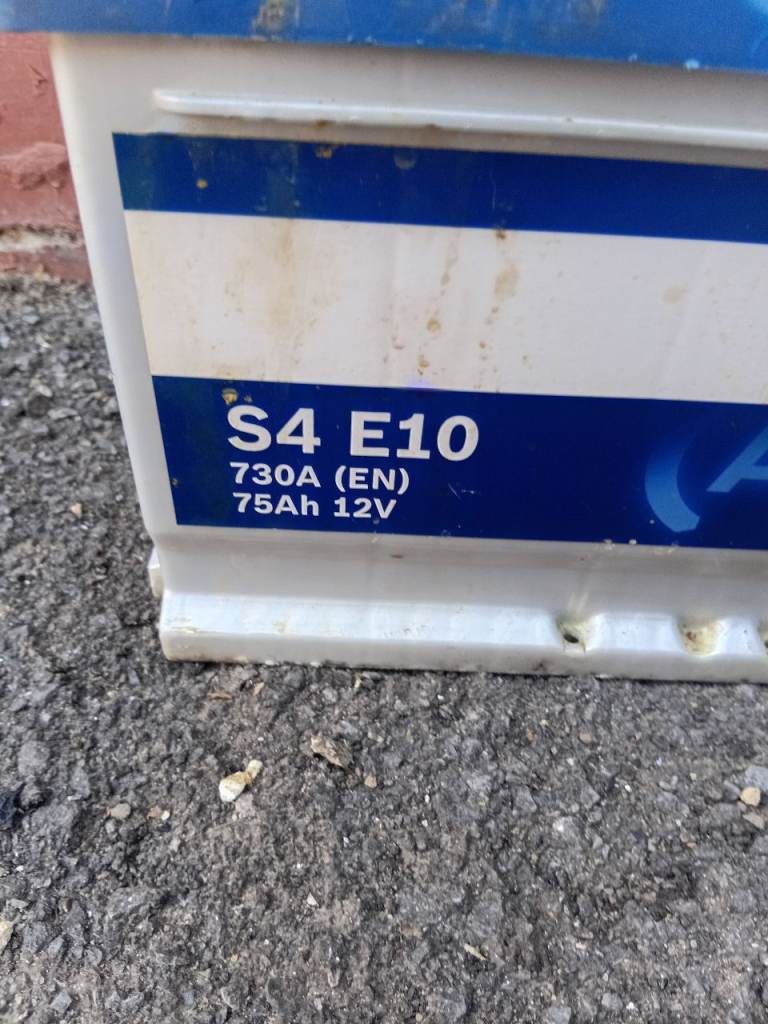 S4 E10
730A (EN)
75Ah 12V